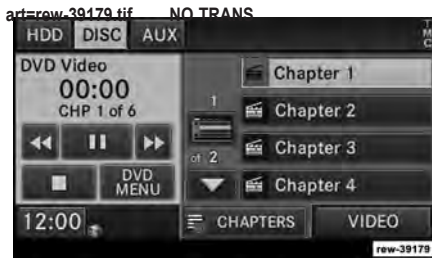 art=rew-39179.tif NO TRANS
HDD DISC AUX
T
M
C
DVD Video
00:00
CHP 1 of 6
DVD
MENU
1
of 2
Chapter 1
Chapter 2
Chapter 3
Chapter 4
12:00
CHAPTERS
VIDEO
rew-39179